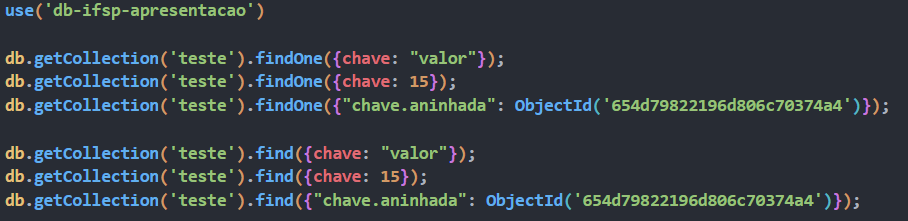 use('db-ifsp-apresentacao')
db.getCollection('teste').findOne({chave: "valor"});
db.getCollection('teste').findOne({chave: 15});
db.getCollection('teste').findOne({"chave.aninhada": ObjectId('654d79822196d806c70374a4')});
db.getCollection('teste').find({chave: "valor"});
db.getCollection('teste').find({chave: 15});
db.getCollection('teste').find({"chave.aninhada": ObjectId('654d79822196d806c70374a4')});